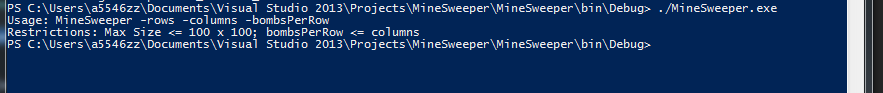 PS C:\Users\a5546zz\Documents\Visual Studio 2013\Projects\MineSweeper\MineSweeper\bin\Debug> ./MineSweeper.exe
Usage: MineSweeper -rows -columns -bombsPerRow
Restrictions: Max Size <= 100 x 100; bombsPerRow <= columns
PS C:\Users\a5546zz\Documents\Visual Studio 2013\Projects\MineSweeper\MineSweeper\bin\Debug>